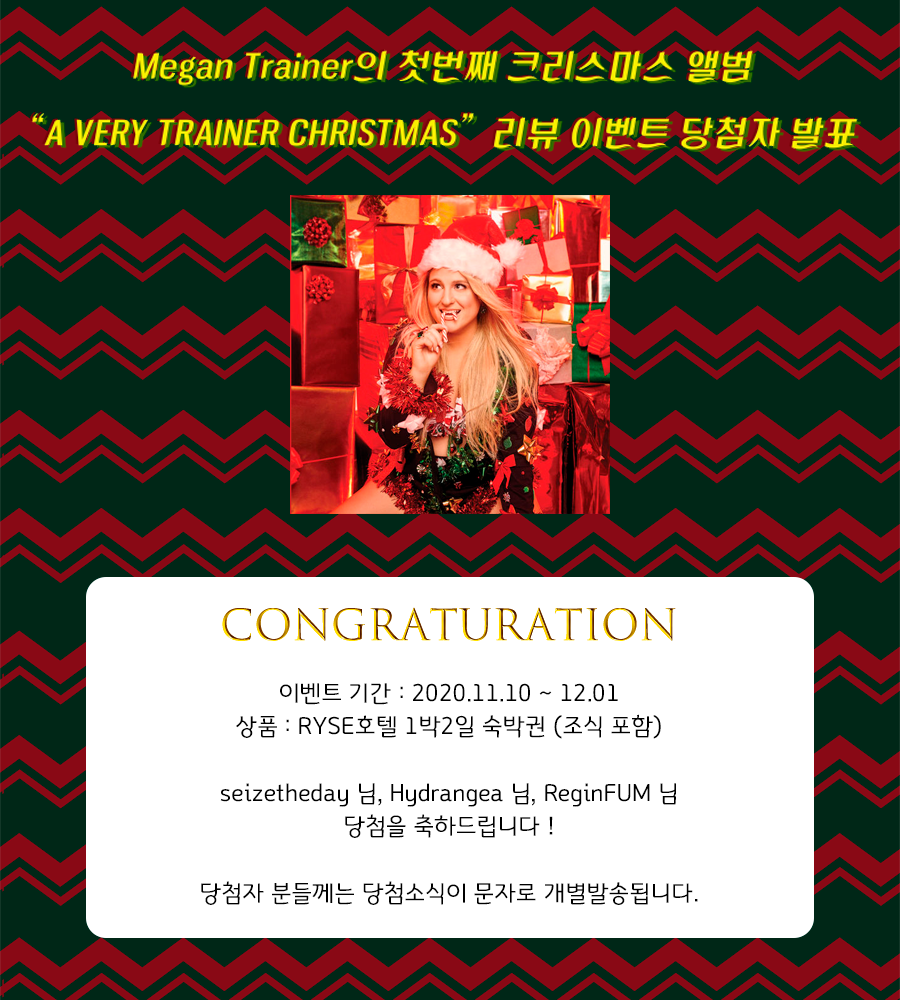 Megan Trainer의 첫번째 크리스마스 앨범
“A VERY TRAINER CHRISTMAS” 리뷰 이벤트 당첨자 발표
CONGRATURATION
이벤트 기간 : 2020.11.10 ~ 12.01
상품 : RYSE호텔 1박2일 숙박권 (조식 포함)
seizetheday 님, Hydrangea 님, ReginFUM 님
당첨을 축하드립니다 !
당첨자 분들께는 당첨소식이 문자로 개별발송됩니다.